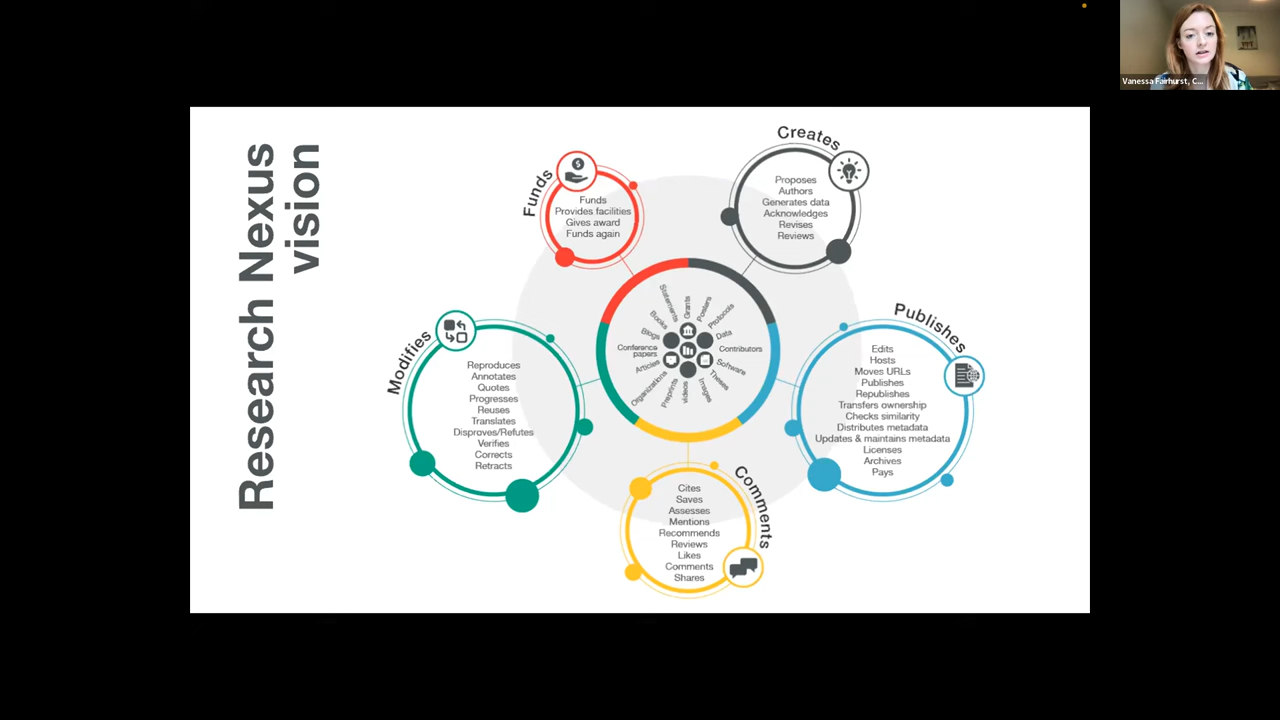 Vanessa Fairhurst, C...
Research Nexus
vision
Funds
Funds
Provides facilities
Gives award
Funds again
Creates
Proposes
Authors
Generates data
Acknowledges
Revises
Reviews
Modifies
Reproduces
Annotates
Quotes
Progresses
Reuses
Translates
Disproves/Refutes
Verifies
Corrects
Retracts
Statements
Grants
Posters
Protocols
Data
Contributors
Software
Theses
Images
videos
Preprints
Organizations
Articles
Conference
papers
Blogs
Books
Publishes
Edits
Hosts
Moves URLs
Publishes
Republishes
Transfers ownership
Checks similarity
Distributes metadata
Updates & maintains metadata
Licenses
Archives
Pays
Comments
Cites
Saves
Assesses
Mentions
Recommends
Reviews
Likes
Comments
Shares